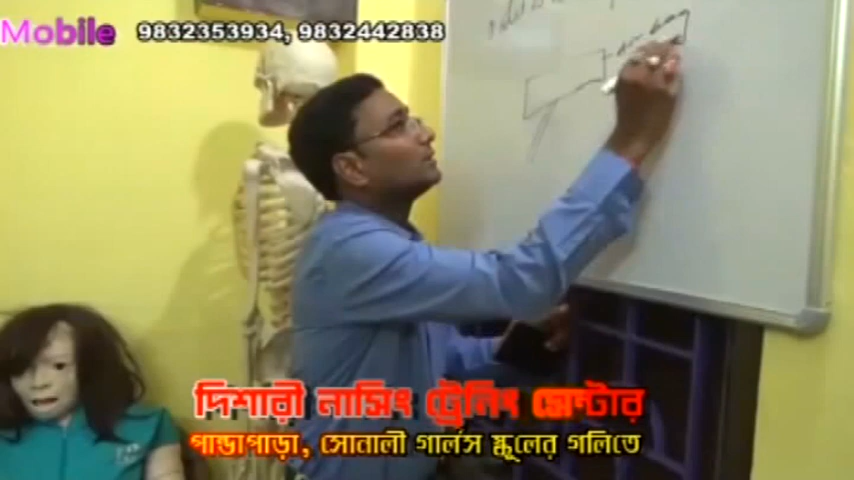 Mobile 9832353934, 9832442838
দিশারী নার্সিং ট্রেনিং সেন্টার
পান্ডাপাড়া, সোনালী গার্লস স্কুলের গলিতে